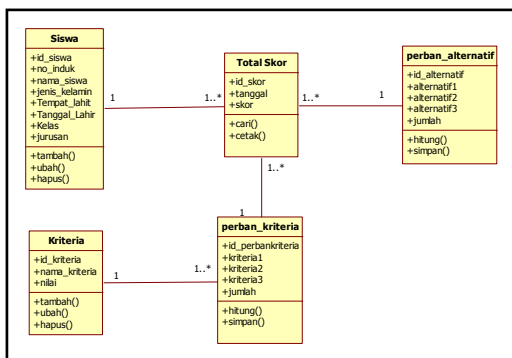 Siswa
+id_siswa
+no_induk
+nama_siswa
+jenis_kelamin
+Tempat_lahit
+Tanggal_Lahir
+Kelas
+jurusan
+tambah()
+ubah()
+hapus()
1
1..*
Total Skor
+id_skor
+tanggal
+skor
+cari()
+cetak()
1..*
1
perban_alternatif
+id_alternatif
+alternatif1
+alternatif2
+alternatif3
+jumlah
+hitung()
+simpan()
1..*
1
Kriteria
+id_kriteria
+nama_kriteria
+nilai
+tambah()
+ubah()
+hapus()
1
1..*
perban_kriteria
+id_perbankriteria
+kriteria1
+kriteria2
+kriteria3
+jumlah
+hitung()
+simpan()